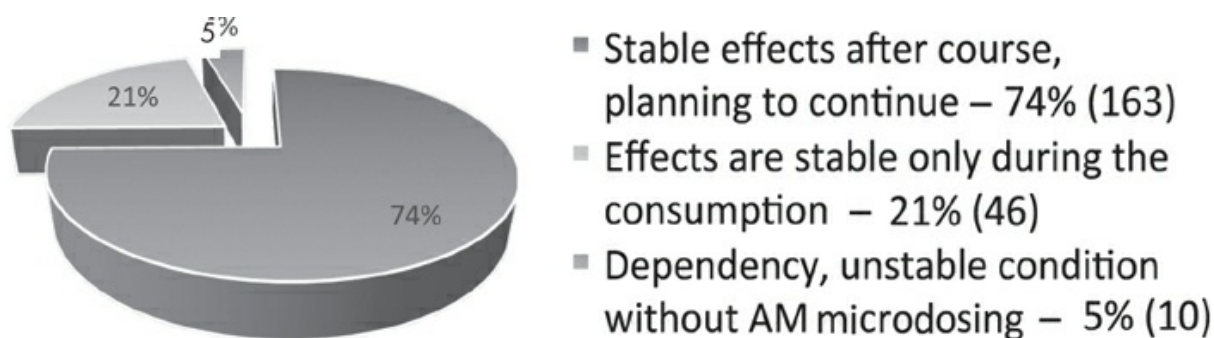 5%
21%
74%
Stable effects after course,
planning to continue – 74% (163)
Effects are stable only during the
consumption – 21% (46)
Dependency, unstable condition
without AM microdosing – 5% (10)